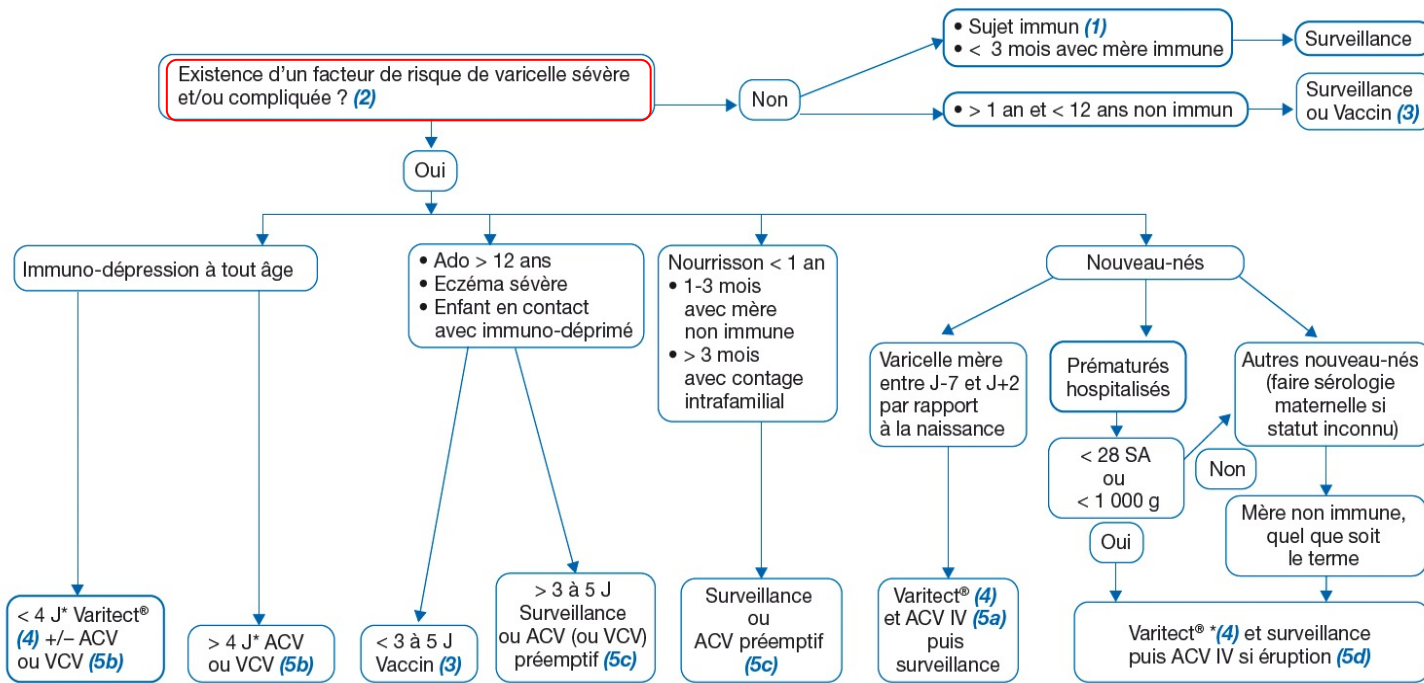 • Sujet immun (1)
• < 3 mois avec mère immune
Surveillance
Existence d'un facteur de risque de varicelle sévère
et/ou compliquée ? (2)
Non
• > 1 an et < 12 ans non immun
Surveillance
ou Vaccin (3)
Oui
Immuno-dépression à tout âge
• Ado > 12 ans
• Eczéma sévère
• Enfant en contact
avec immuno-déprimé
Nourrisson < 1 an
• 1-3 mois
avec mère
non immune
• > 3 mois
avec contage
intrafamilial
Nouveau-nés
Varicelle mère
entre J-7 et J+2
par rapport
à la naissance
Prématurés
hospitalisés
Autres nouveau-nés
(faire sérologie
maternelle si
statut inconnu)
< 28 SA
ou
< 1 000 g
Non
Oui
Mère non immune,
quel que soit
le terme
< 4 J* Varitect®
(4) +/– ACV
ou VCV (5b)
> 4 J* ACV
ou VCV (5b)
< 3 à 5 J
Vaccin (3)
> 3 à 5 J
Surveillance
ou ACV (ou VCV)
préemptif (5c)
Surveillance
ou
ACV préemptif
(5c)
Varitect® (4)
et ACV IV (5a)
puis
surveillance
Varitect® *(4) et surveillance
puis ACV IV si éruption (5d)